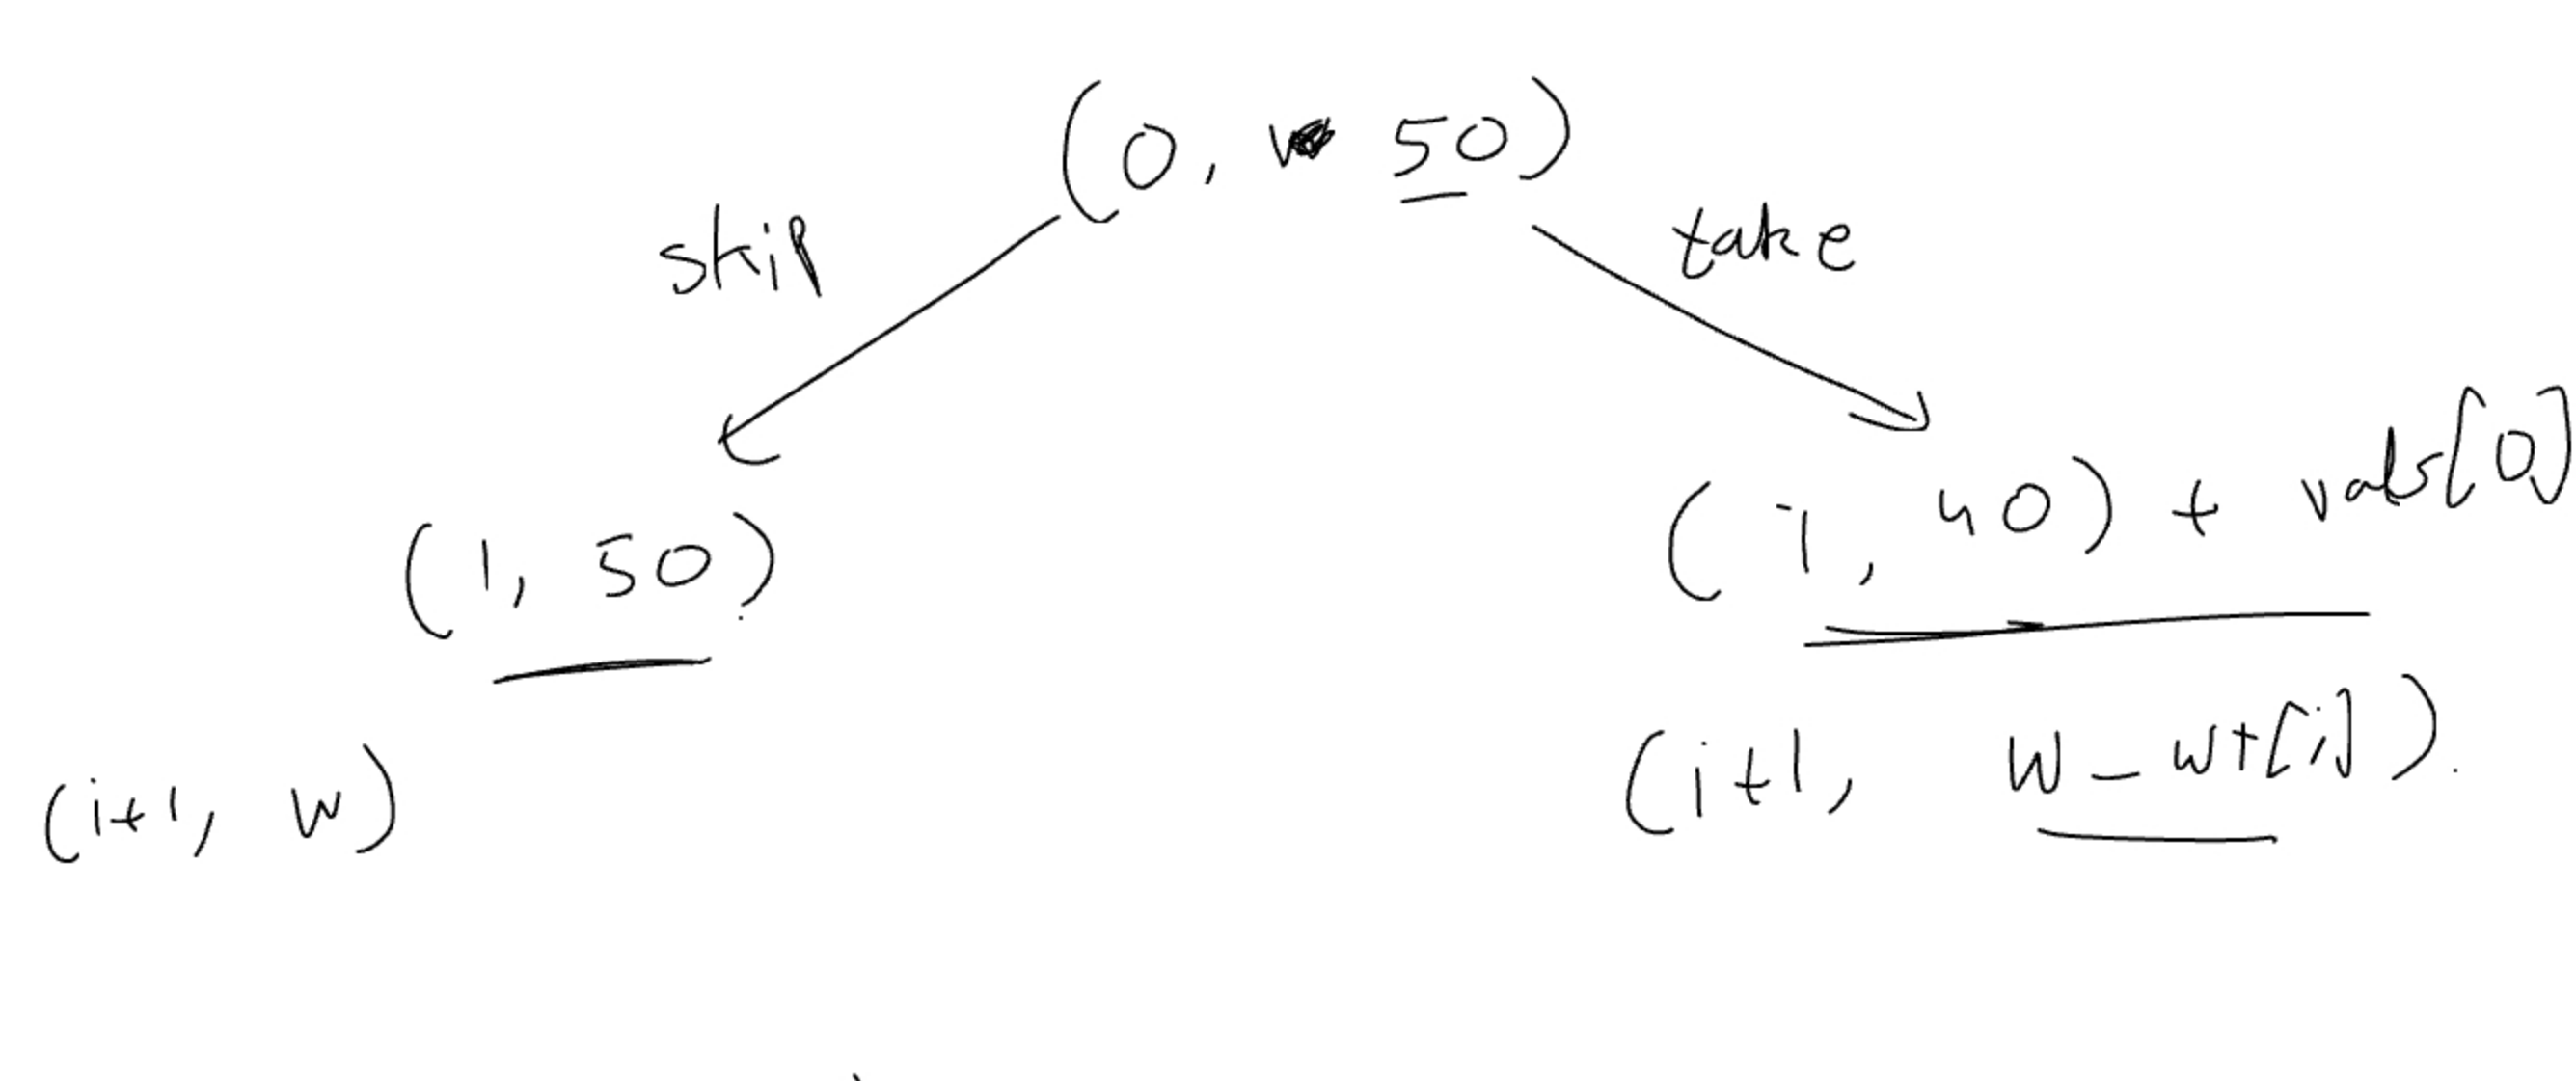 (0, 50)
skip
take
(1, 50)
(1, 40) + vals[0]
(i+1, w)
(i+1, w - wt[i]).